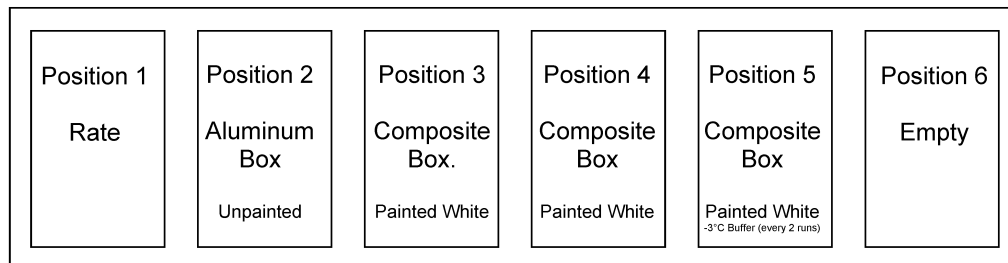 Position 1
Rate
Position 2
Aluminum
Box
Unpainted
Position 3
Composite
Box.
Painted White
Position 4
Composite
Box
Painted White
Position 5
Composite
Box
Painted White
-3°C Buffer (every 2 runs)
Position 6
Empty